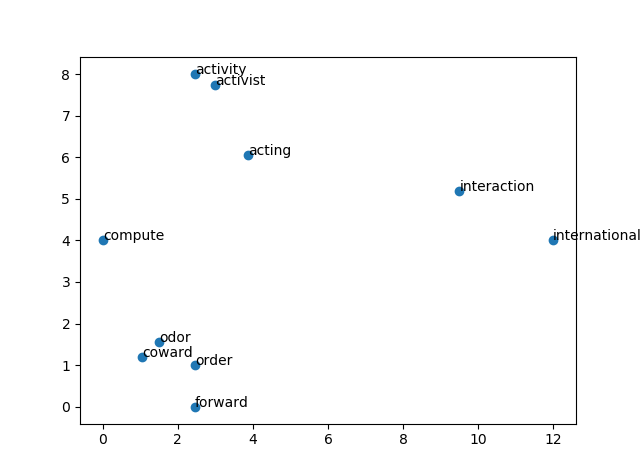 8
activity
activist
7
acting
6
5
interaction
4
compute
international
3
2
odor
coward
1
order
0
forward
0 2 4 6 8 10 12